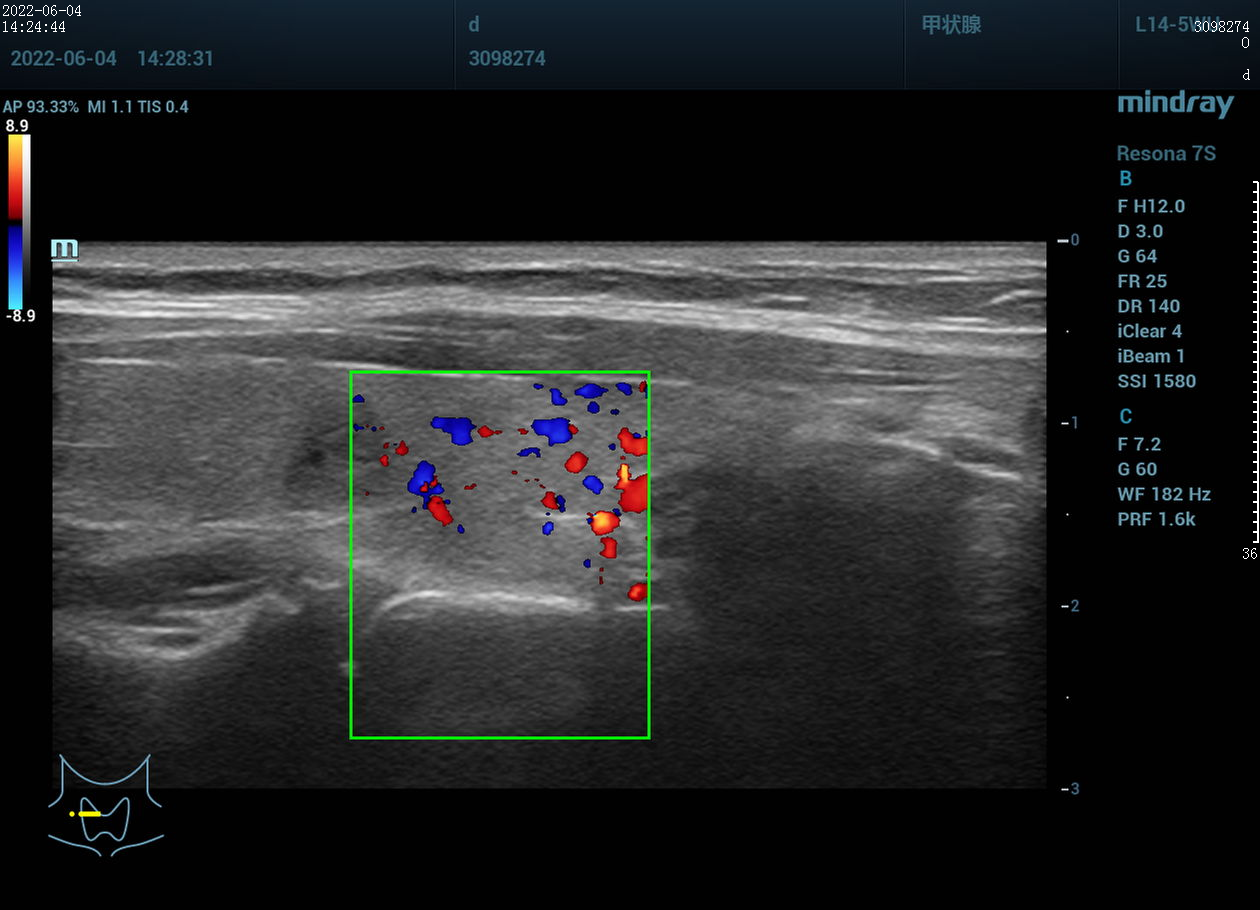 2022-06-04
14:24:44
2022-06-04 14:28:31
d
3098274
甲状腺
L14-5W
3098274
0
d
AP 93.33% MI 1.1 TIS 0.4
8.9
-8.9
m
mindray
Resona 7S
B
F H12.0
D 3.0
G 64
FR 25
DR 140
iClear 4
iBeam 1
SSI 1580
C
F 7.2
G 60
WF 182 Hz
PRF 1.6k
0
1
2
3
36